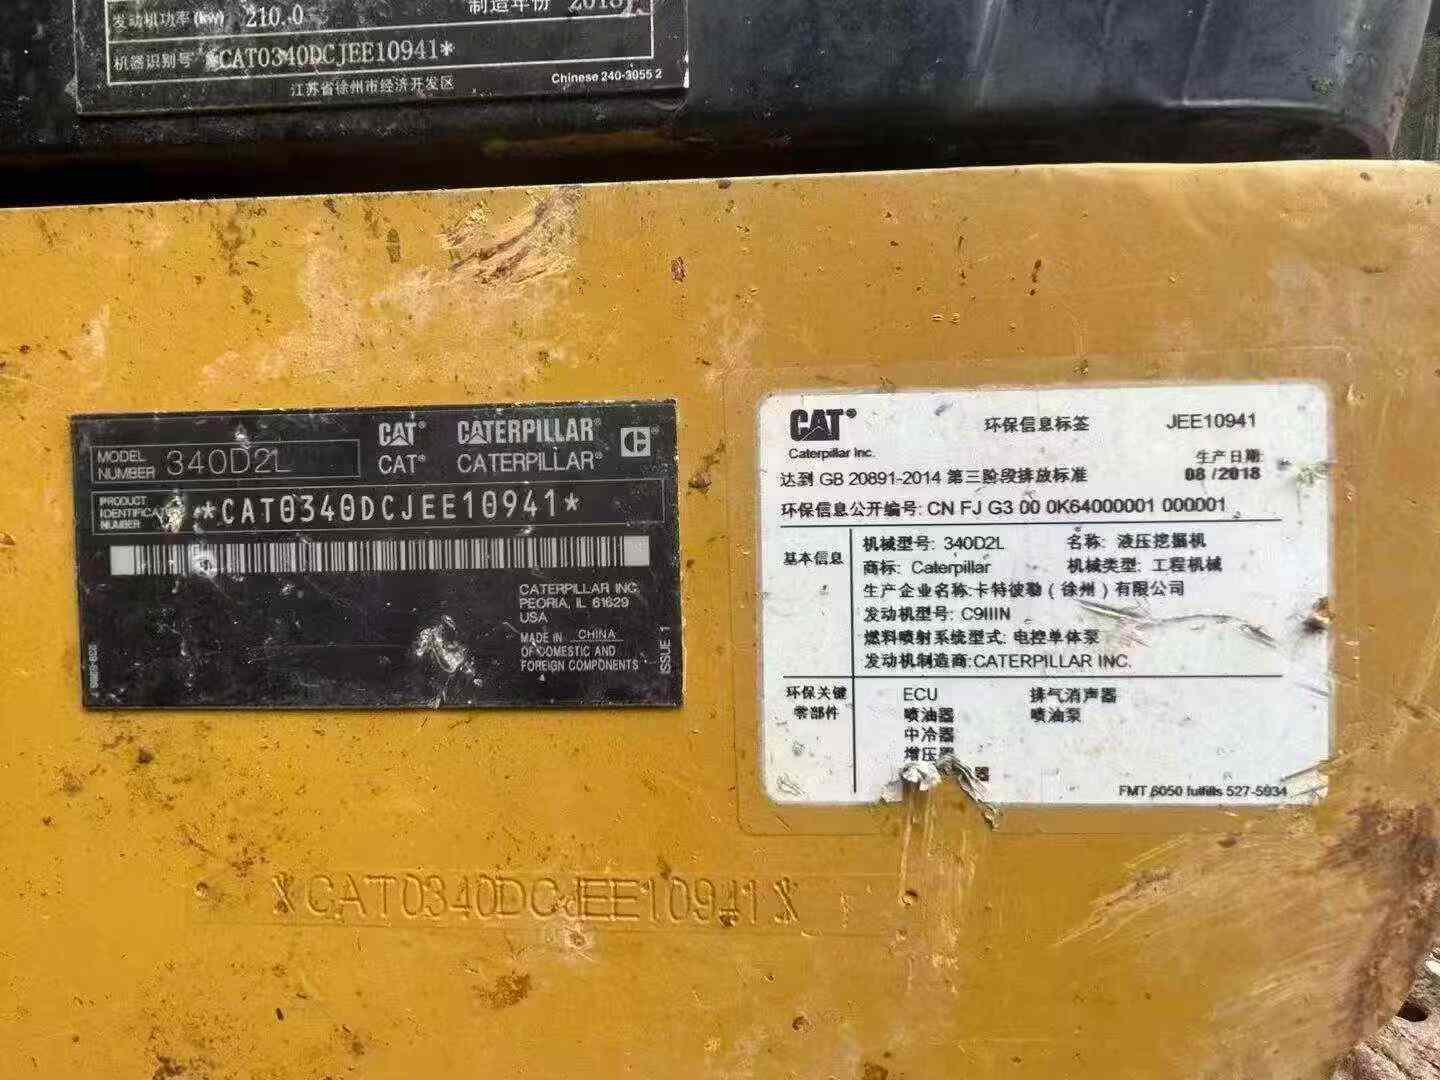 发动机功率(kw) 210.0 制造年份 2018
机器识别号 *CAT0340DCJEE10941*
江苏省徐州市经济开发区 Chinese 240-3055 2
MODEL NUMBER 340D2L
CAT CATERPILLAR
CAT CATERPILLAR
PRODUCT IDENTIFICATION NUMBER *CAT0340DCJEE10941*
CATERPILLAR INC.
PEORIA, IL 61629
USA
MADE IN CHINA
OF DOMESTIC AND
FOREIGN COMPONENTS
ISSUE 1
CAT 环保信息标签 JEE10941
Caterpillar Inc.
生产日期:
达到 GB 20891-2014 第三阶段排放标准 08 /2018
环保信息公开编号: CN FJ G3 00 0K64000001 000001
基本信息
机械型号: 340D2L 名称: 液压挖掘机
商标: Caterpillar 机械类型: 工程机械
生产企业名称:卡特彼勒（徐州）有限公司
发动机型号: C9IIIN
燃料喷射系统型式: 电控单体泵
发动机制造商:CATERPILLAR INC.
环保关键零部件
ECU 排气消声器
喷油器 喷油泵
中冷器
增压器
器
FMT 6050 fulfills 527-5934
*CAT0340DCJEE10941*